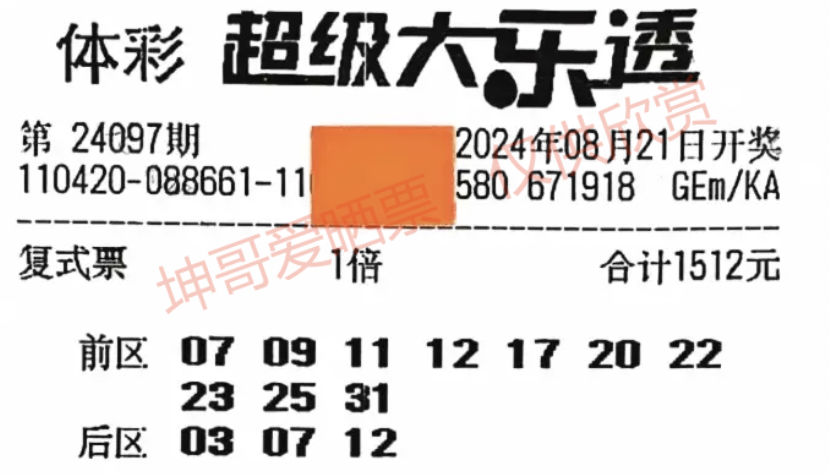 体彩 超级大乐透
第 24097期 2024年08月21日开奖
110420-088661-11 580 671918 GEm/KA
复式票 1倍 合计1512元
前区 07 09 11 12 17 20 22
23 25 31
后区 03 07 12
坤哥爱晒票 仅供欣赏